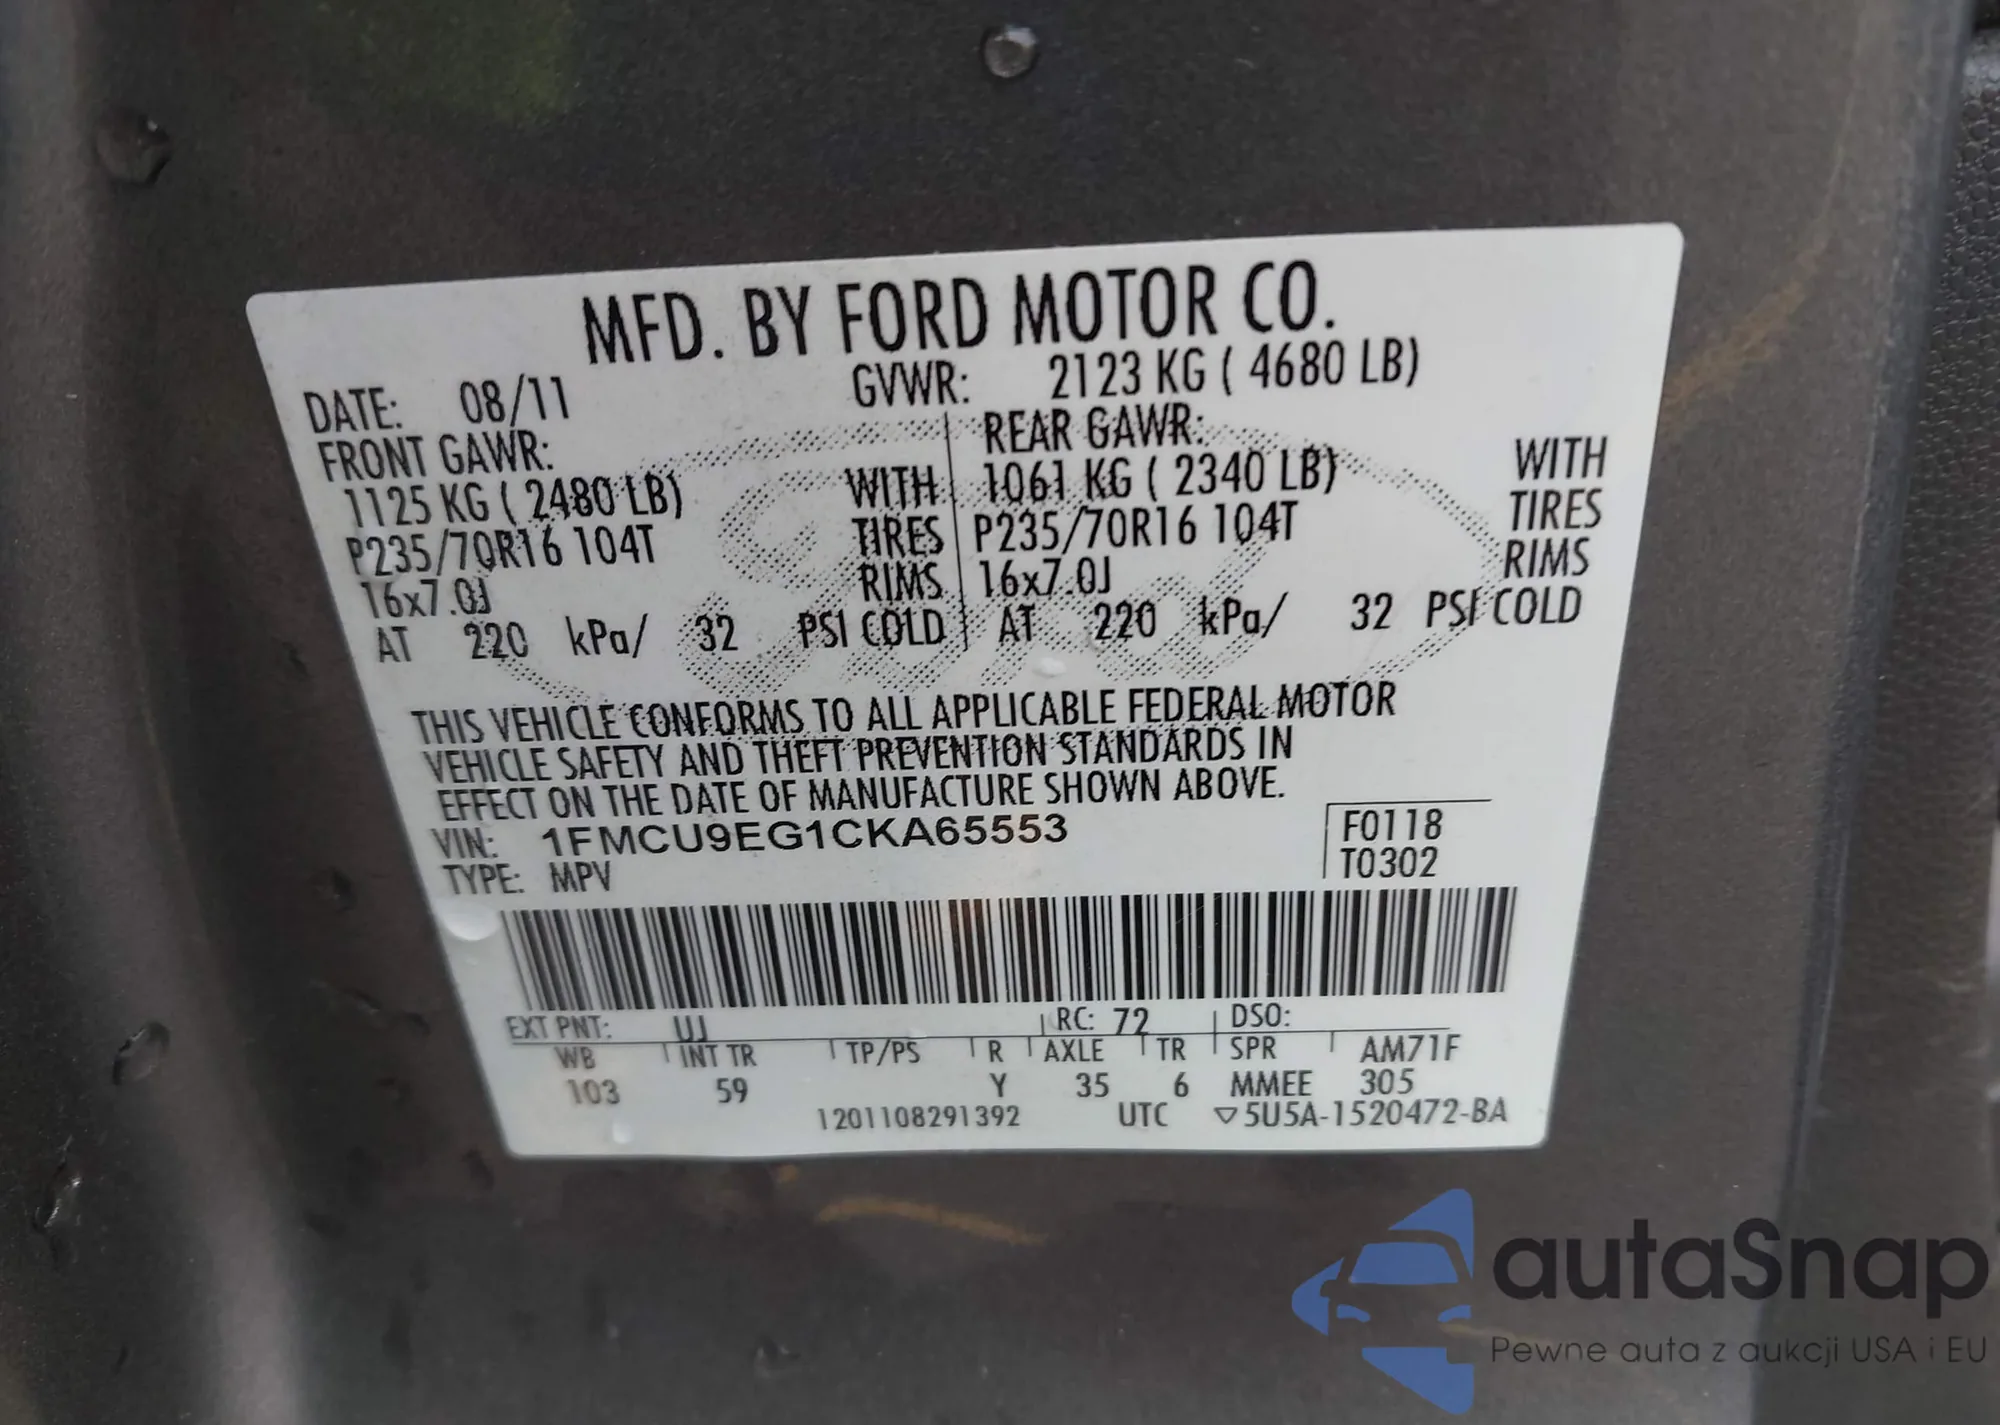 MFD. BY FORD MOTOR CO.
DATE: 08/11 GVWR: 2123 KG ( 4680 LB)
FRONT GAWR: REAR GAWR:
1125 KG ( 2480 LB) WITH 1061 KG ( 2340 LB) WITH
P235/70R16 104T TIRES P235/70R16 104T TIRES
16x7.0J RIMS 16x7.0J RIMS
AT 220 kPa/ 32 PSI COLD AT 220 kPa/ 32 PSI COLD
THIS VEHICLE CONFORMS TO ALL APPLICABLE FEDERAL MOTOR
VEHICLE SAFETY AND THEFT PREVENTION STANDARDS IN
EFFECT ON THE DATE OF MANUFACTURE SHOWN ABOVE.
VIN: 1FMCU9EG1CKA65553 F0118
TYPE: MPV T0302
EXT PNT: UJ RC: 72 DSO:
WB INT TR TP/PS R AXLE TR SPR AM71F
103 59 Y 35 6 MMEE 305
1201108291392 UTC ▽5U5A-1520472-BA
autaSnap
Pewne auta z aukcji USA i EU